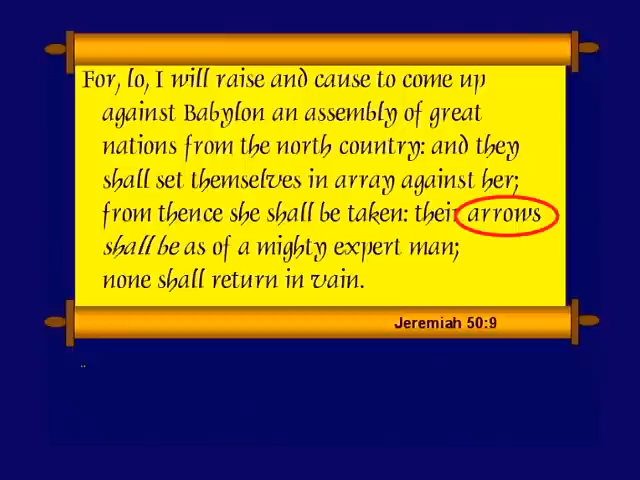 For, lo, I will raise and cause to come up
against Babylon an assembly of great
nations from the north country: and they
shall set themselves in array against her;
from thence she shall be taken: their arrows
shall be as of a mighty expert man;
none shall return in vain.
Jeremiah 50:9